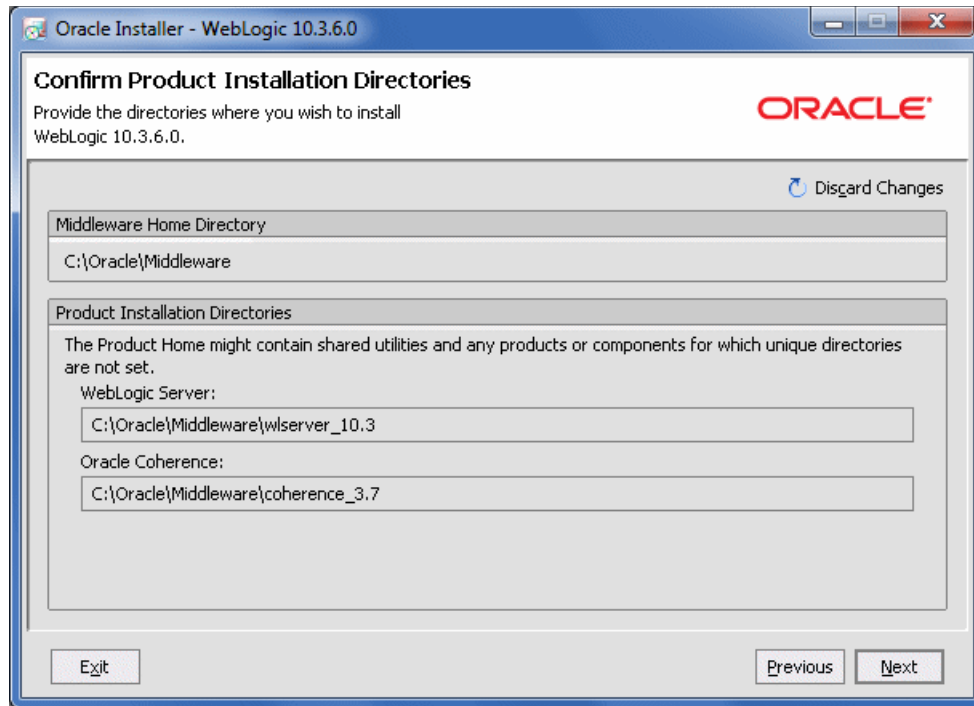 Oracle Installer - WebLogic 10.3.6.0
Confirm Product Installation Directories
Provide the directories where you wish to install
WebLogic 10.3.6.0.
ORACLE
Discard Changes
Middleware Home Directory
C:\Oracle\Middleware
Product Installation Directories
The Product Home might contain shared utilities and any products or components for which unique directories
are not set.
WebLogic Server:
C:\Oracle\Middleware\wlserver_10.3
Oracle Coherence:
C:\Oracle\Middleware\coherence_3.7
Exit
Previous
Next